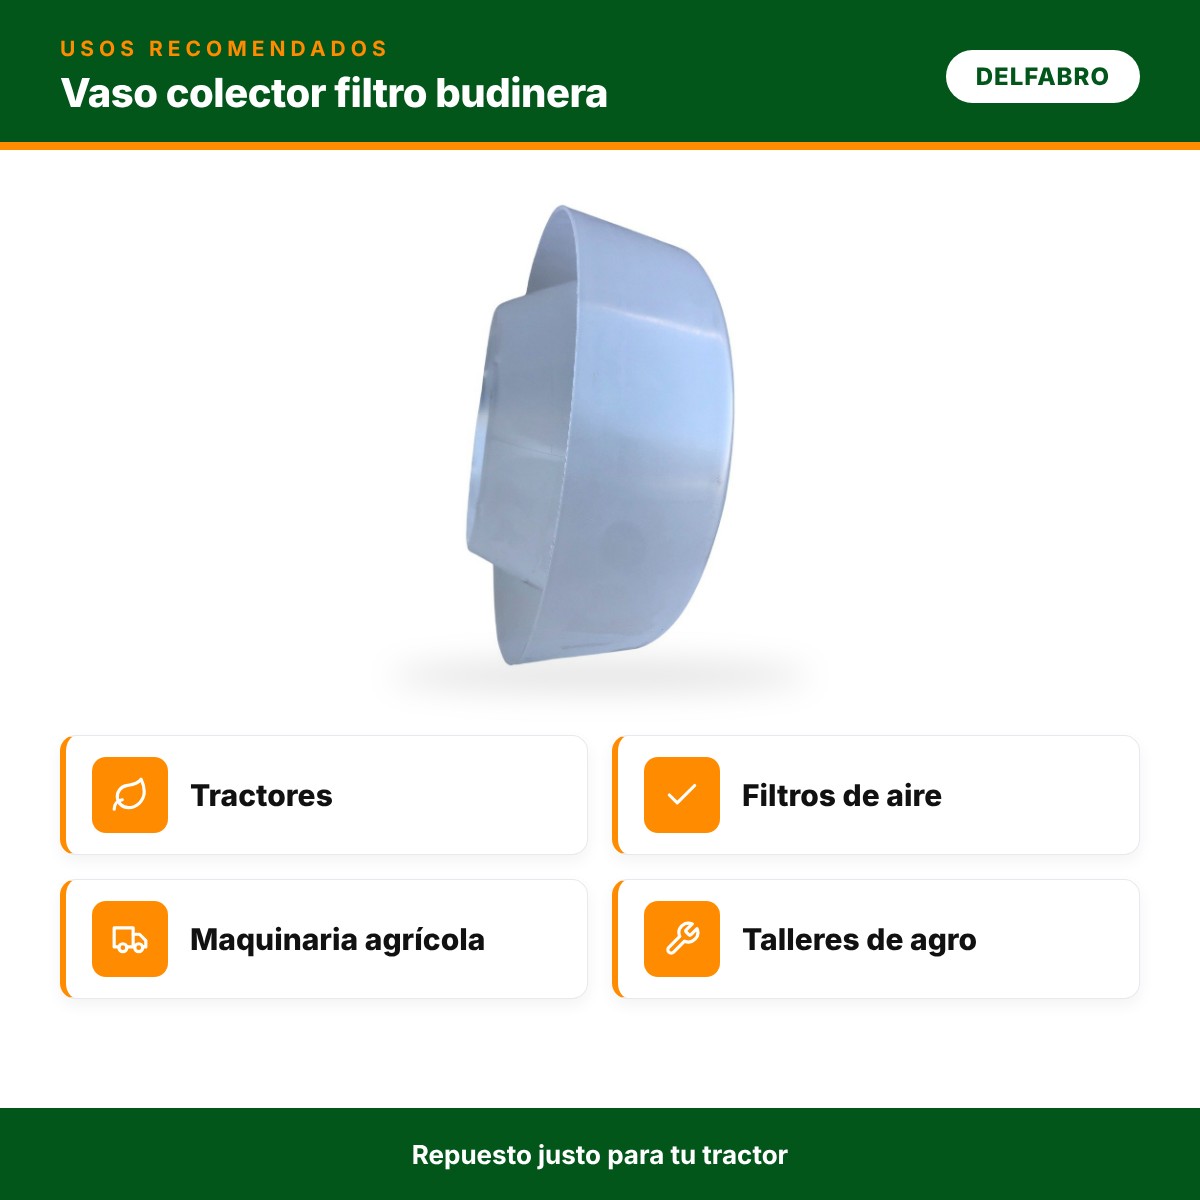 USOS RECOMENDADOS
Vaso colector filtro budinera
DELFABRO
Tractores
Filtros de aire
Maquinaria agrícola
Talleres de agro
Repuesto justo para tu tractor